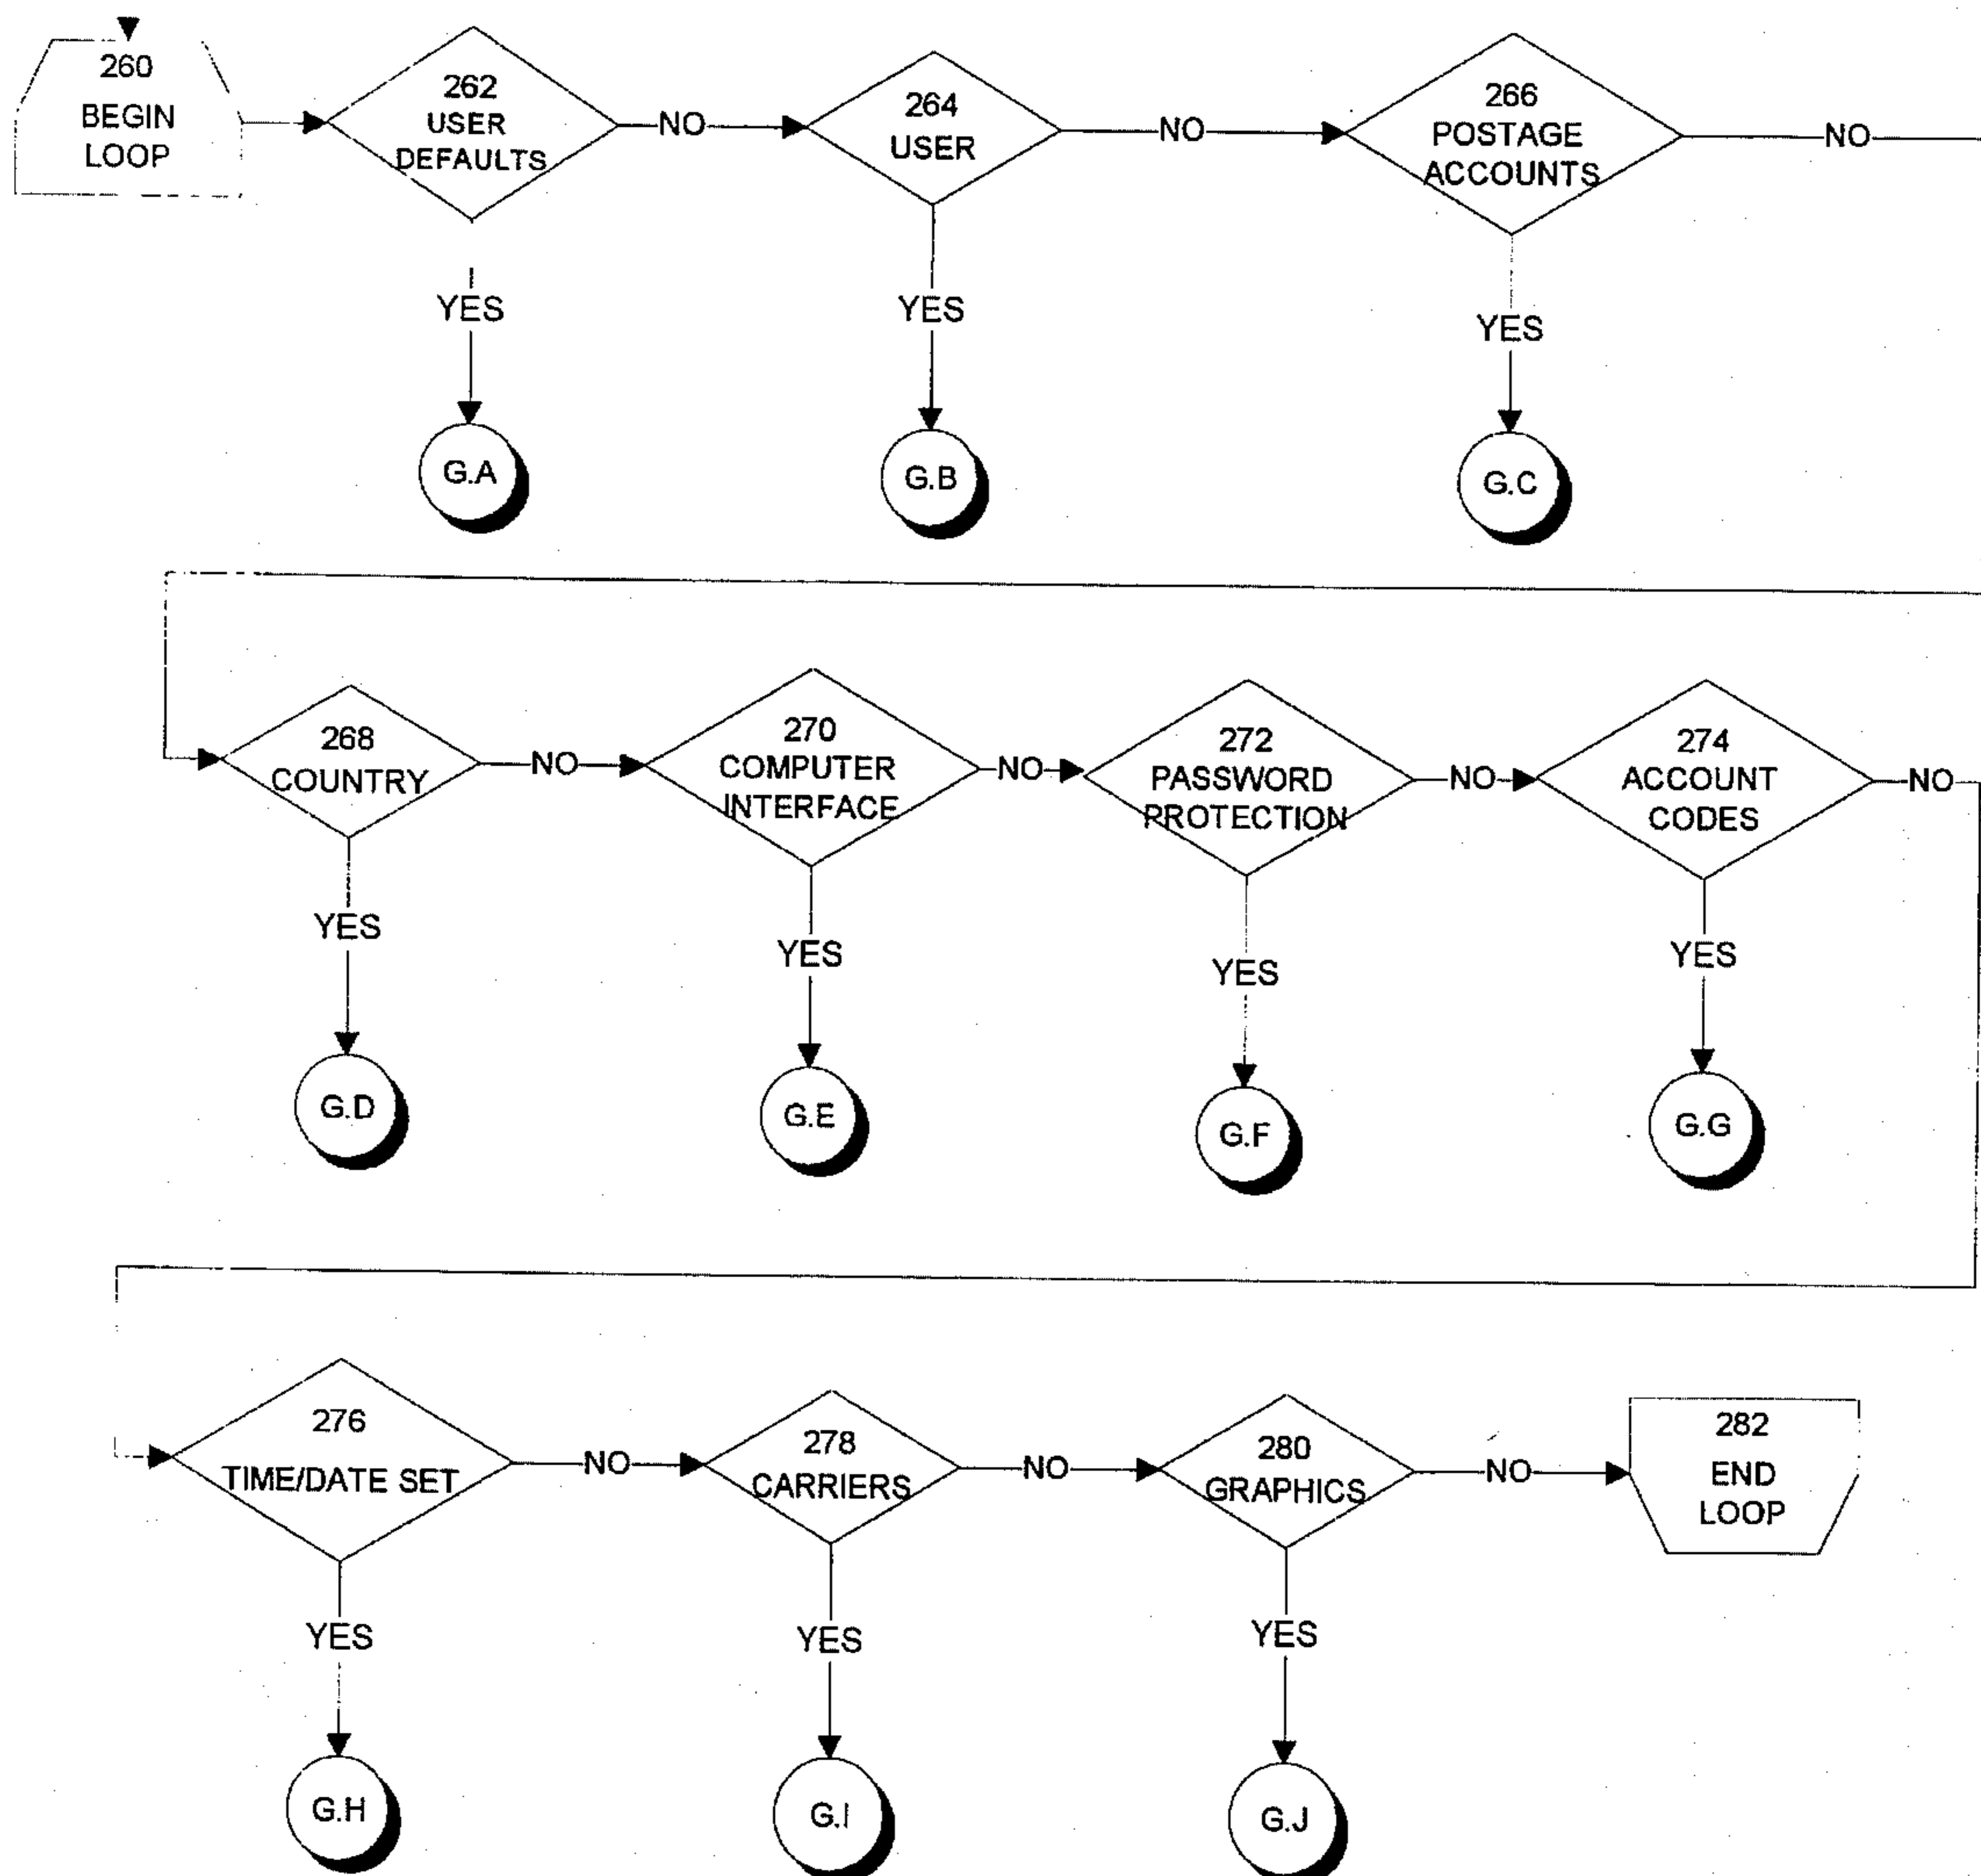 260
BEGIN
LOOP
262
USER
DEFAULTS
NO
264
USER
NO
266
POSTAGE
ACCOUNTS
NO
YES
YES
YES
G.A
G.B
G.C
268
COUNTRY
NO
270
COMPUTER
INTERFACE
NO
272
PASSWORD
PROTECTION
NO
274
ACCOUNT
CODES
NO
YES
YES
YES
YES
G.D
G.E
G.F
G.G
276
TIME/DATE SET
NO
278
CARRIERS
NO
280
GRAPHICS
NO
282
END
LOOP
YES
YES
YES
G.H
G.I
G.J